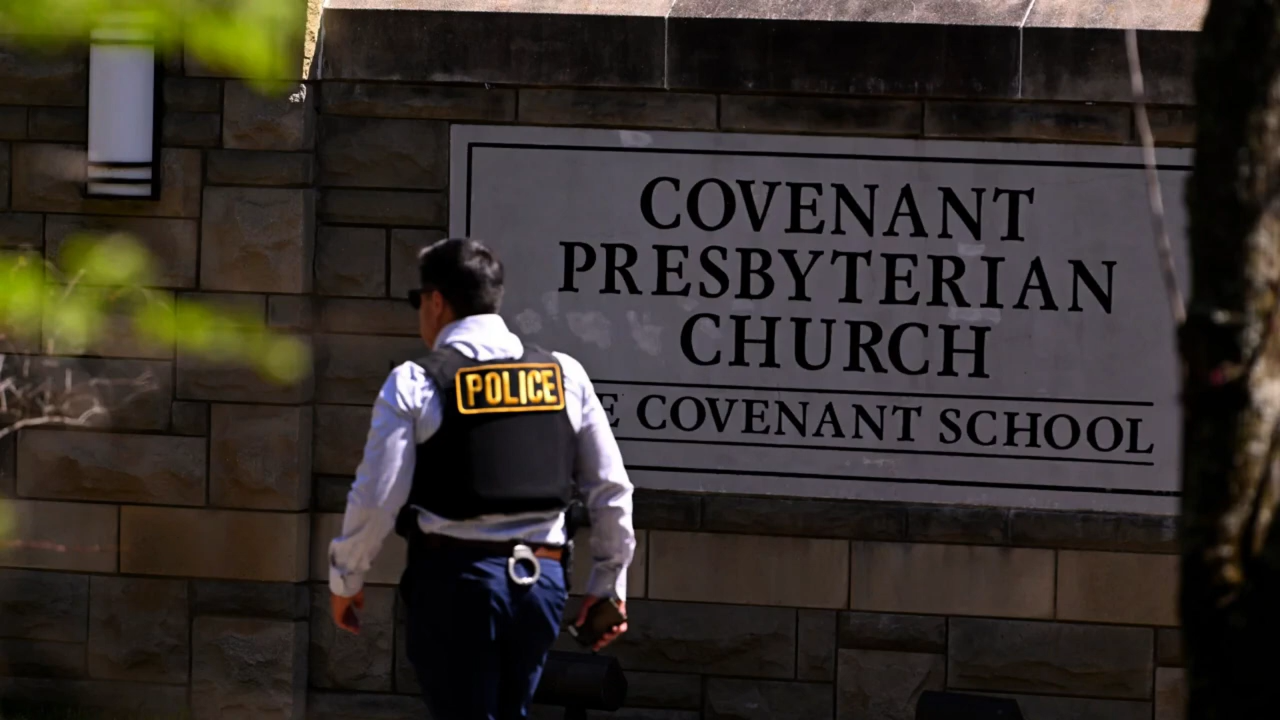 COVENANT
PRESBYTERIAN
CHURCH
E COVENANT SCHOOL
POLICE